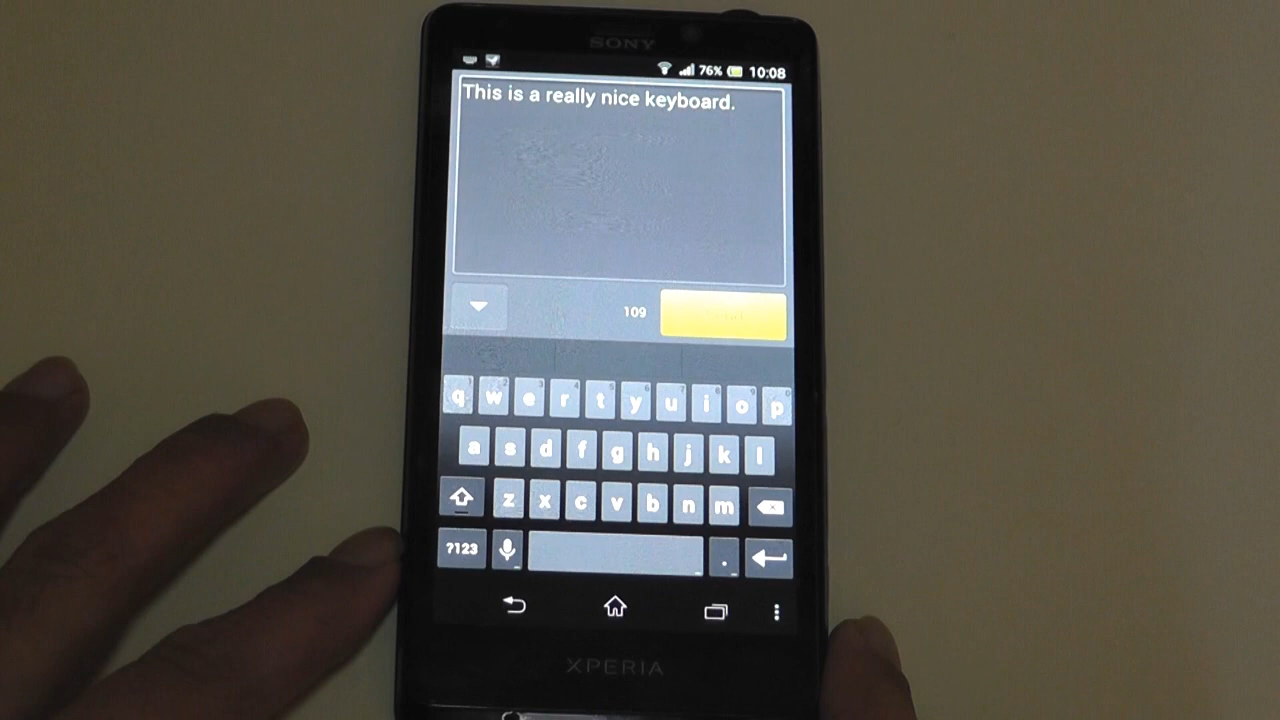 SONY
76% 10:08
This is a really nice keyboard.
109
q w e r t y u i o p
a s d f g h j k l
z x c v b n m
?123 .
XPERIA